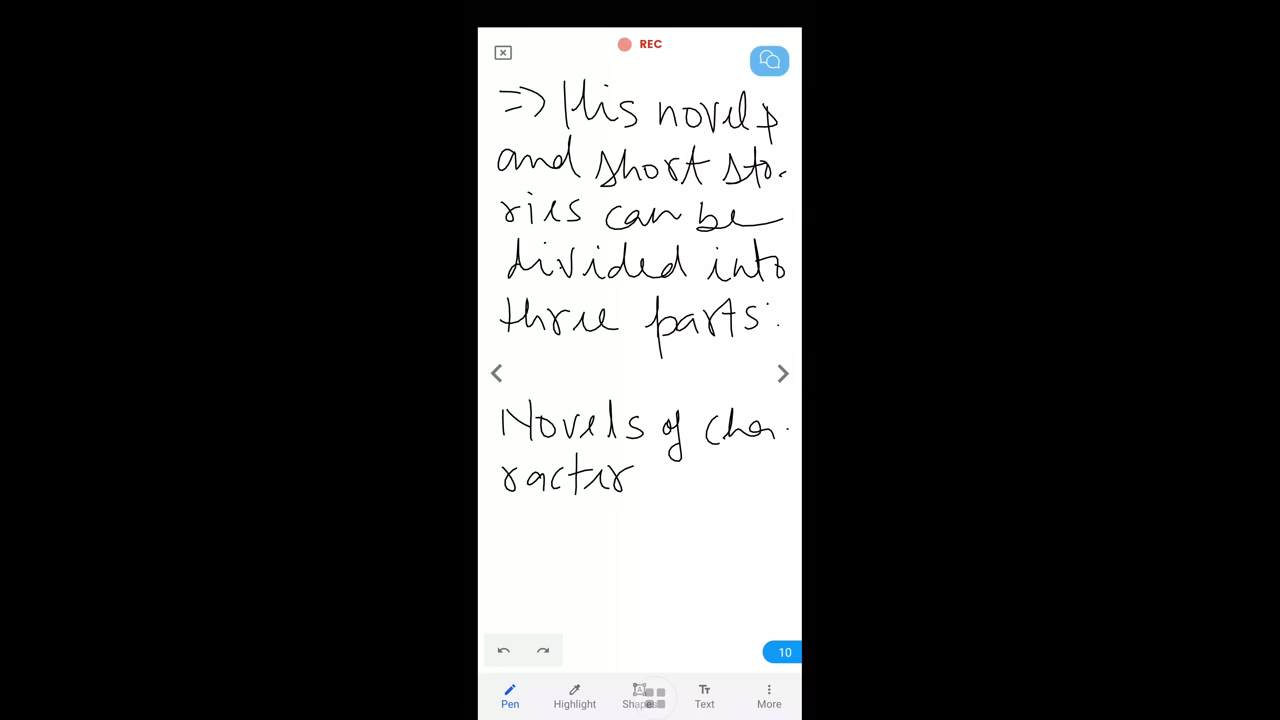 REC
=> His novels
and short sto-
ries can be
divided into
three parts:
Novels of cha-
racter
10
Pen Highlight Shapes Text More